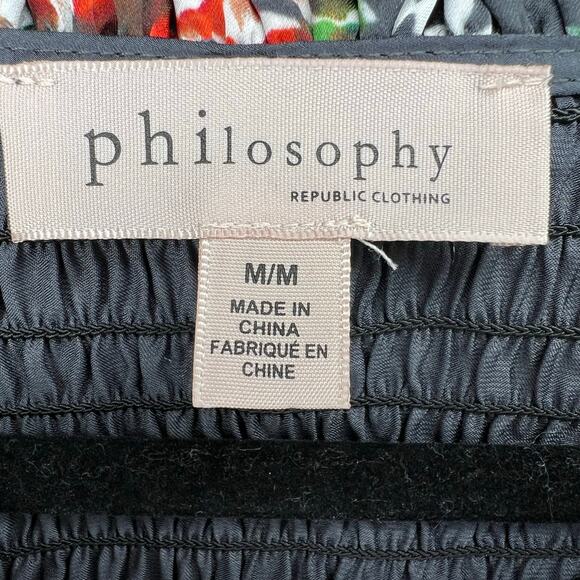 philosophy
REPUBLIC CLOTHING
M/M
MADE IN
CHINA
FABRIQUÉ EN
CHINE